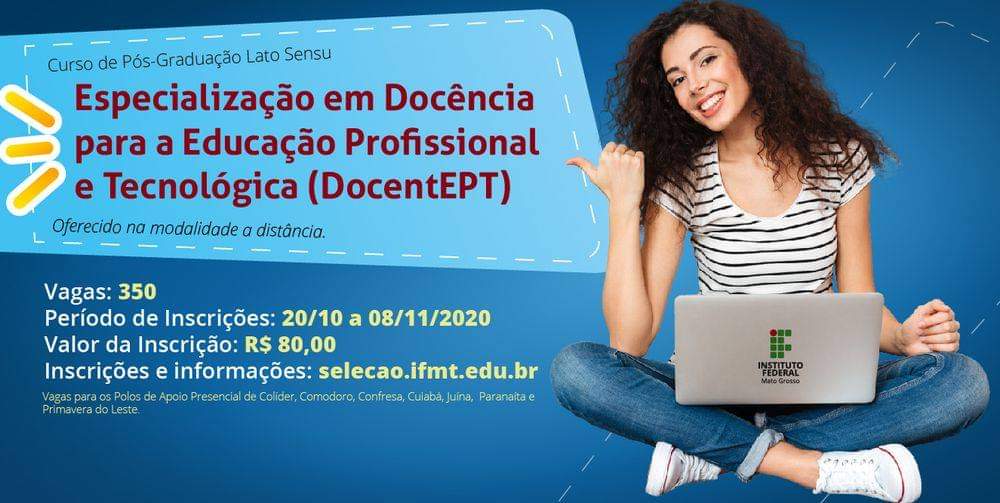 Curso de Pós-Graduação Lato Sensu
Especialização em Docência
para a Educação Profissional
e Tecnológica (DocentEPT)
Oferecido na modalidade a distância.
Vagas: 350
Período de Inscrições: 20/10 a 08/11/2020
Valor da Inscrição: R$ 80,00
Inscrições e informações: selecao.ifmt.edu.br
Vagas para os Polos de Apoio Presencial de Colíder, Comodoro, Confresa, Cuiabá, Juína, Paranaíta e
Primavera do Leste.
INSTITUTO
FEDERAL
Mato Grosso